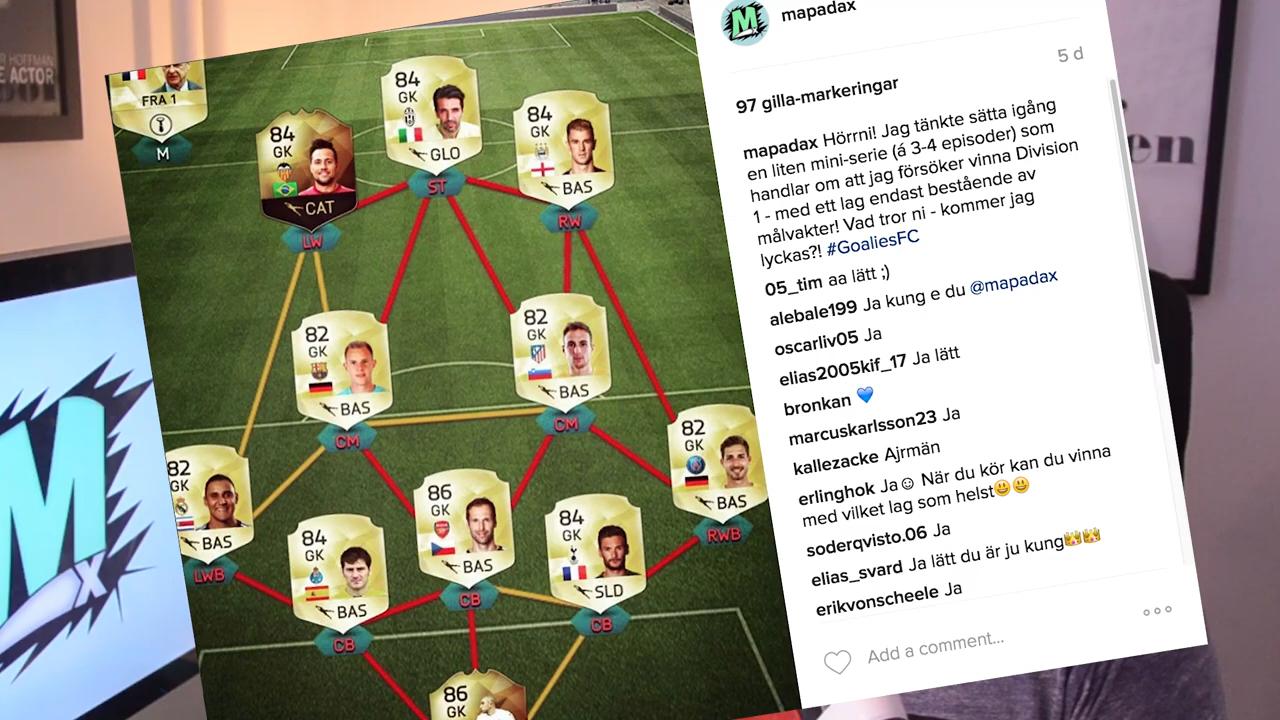 R HOFFMAN
E ACTOR
FRA 1
M
84
GK
CAT
LW
84
GK
GLO
ST
84
GK
BAS
RW
82
GK
BAS
CM
82
GK
BAS
CM
82
GK
BAS
LWB
84
GK
BAS
CB
86
GK
BAS
CB
84
GK
SLD
CB
82
GK
BAS
RWB
86
GK
M
x
M
mapadax
5 d
97 gilla-markeringar
mapadax Hörrni! Jag tänkte sätta igång
en liten mini-serie (á 3-4 episoder) som
handlar om att jag försöker vinna Division
1 - med ett lag endast bestående av
målvakter! Vad tror ni - kommer jag
lyckas?! #GoaliesFC
05_tim aa lätt ;)
alebale199 Ja kung e du @mapadax
oscarliv05 Ja
elias2005kif_17 Ja lätt
bronkan 💙
marcuskarlsson23 Ja
kallezacke Ajrmän
erlinghok Ja☺ När du kör kan du vinna
med vilket lag som helst😃😃
soderqvisto.06 Ja
elias_svard Ja lätt du är ju kung👑👑
erikvonscheele Ja
Add a comment...
en